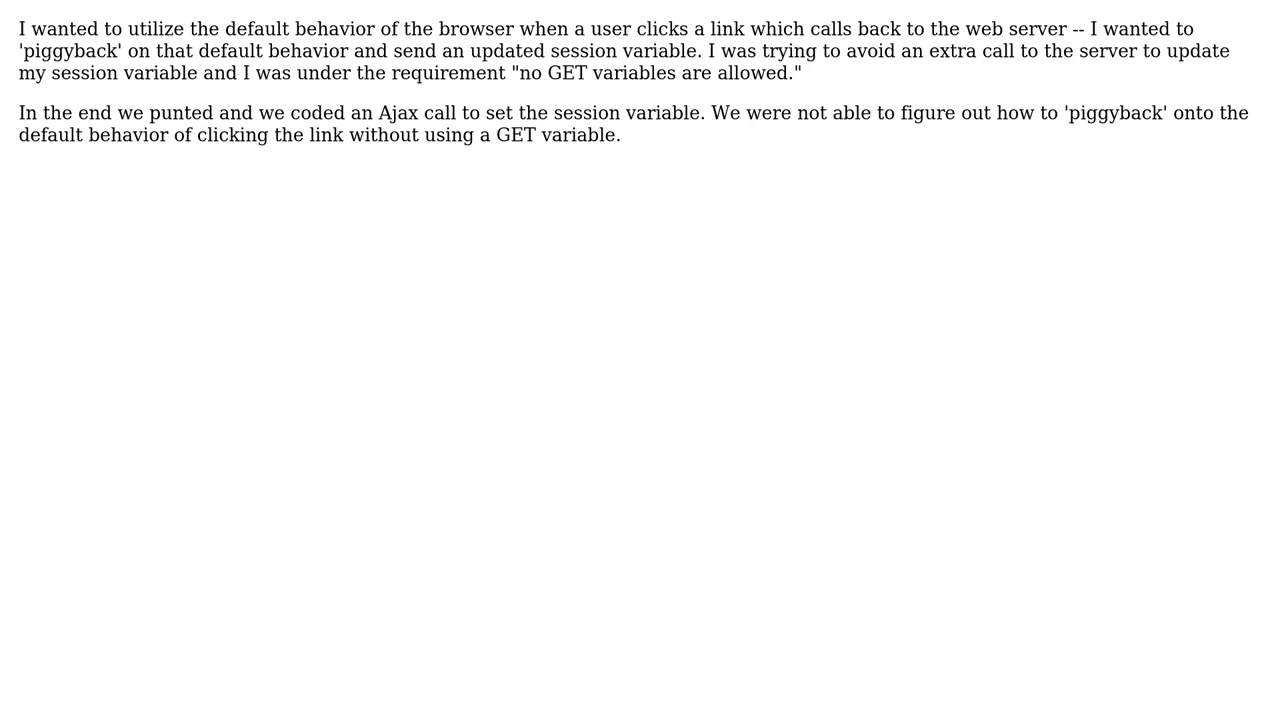 I wanted to utilize the default behavior of the browser when a user clicks a link which calls back to the web server -- I wanted to
'piggyback' on that default behavior and send an updated session variable. I was trying to avoid an extra call to the server to update
my session variable and I was under the requirement "no GET variables are allowed."
In the end we punted and we coded an Ajax call to set the session variable. We were not able to figure out how to 'piggyback' onto the
default behavior of clicking the link without using a GET variable.